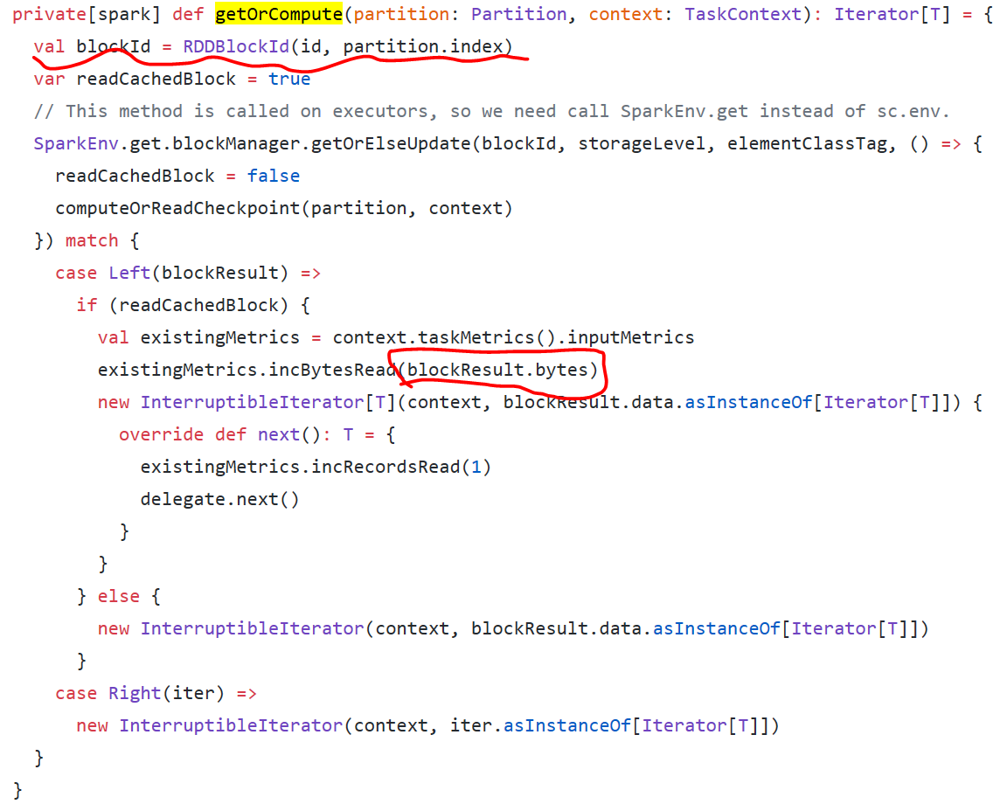 private[spark] def getOrCompute(partition: Partition, context: TaskContext): Iterator[T] = {
val blockId = RDDBlockId(id, partition.index)
var readCachedBlock = true
// This method is called on executors, so we need call SparkEnv.get instead of sc.env.
SparkEnv.get.blockManager.getOrElseUpdate(blockId, storageLevel, elementClassTag, () => {
readCachedBlock = false
computeOrReadCheckpoint(partition, context)
}) match {
case Left(blockResult) =>
if (readCachedBlock) {
val existingMetrics = context.taskMetrics().inputMetrics
existingMetrics.incBytesRead(blockResult.bytes)
new InterruptibleIterator[T](context, blockResult.data.asInstanceOf[Iterator[T]]) {
override def next(): T = {
existingMetrics.incRecordsRead(1)
delegate.next()
}
}
} else {
new InterruptibleIterator(context, blockResult.data.asInstanceOf[Iterator[T]])
}
case Right(iter) =>
new InterruptibleIterator(context, iter.asInstanceOf[Iterator[T]])
}
}